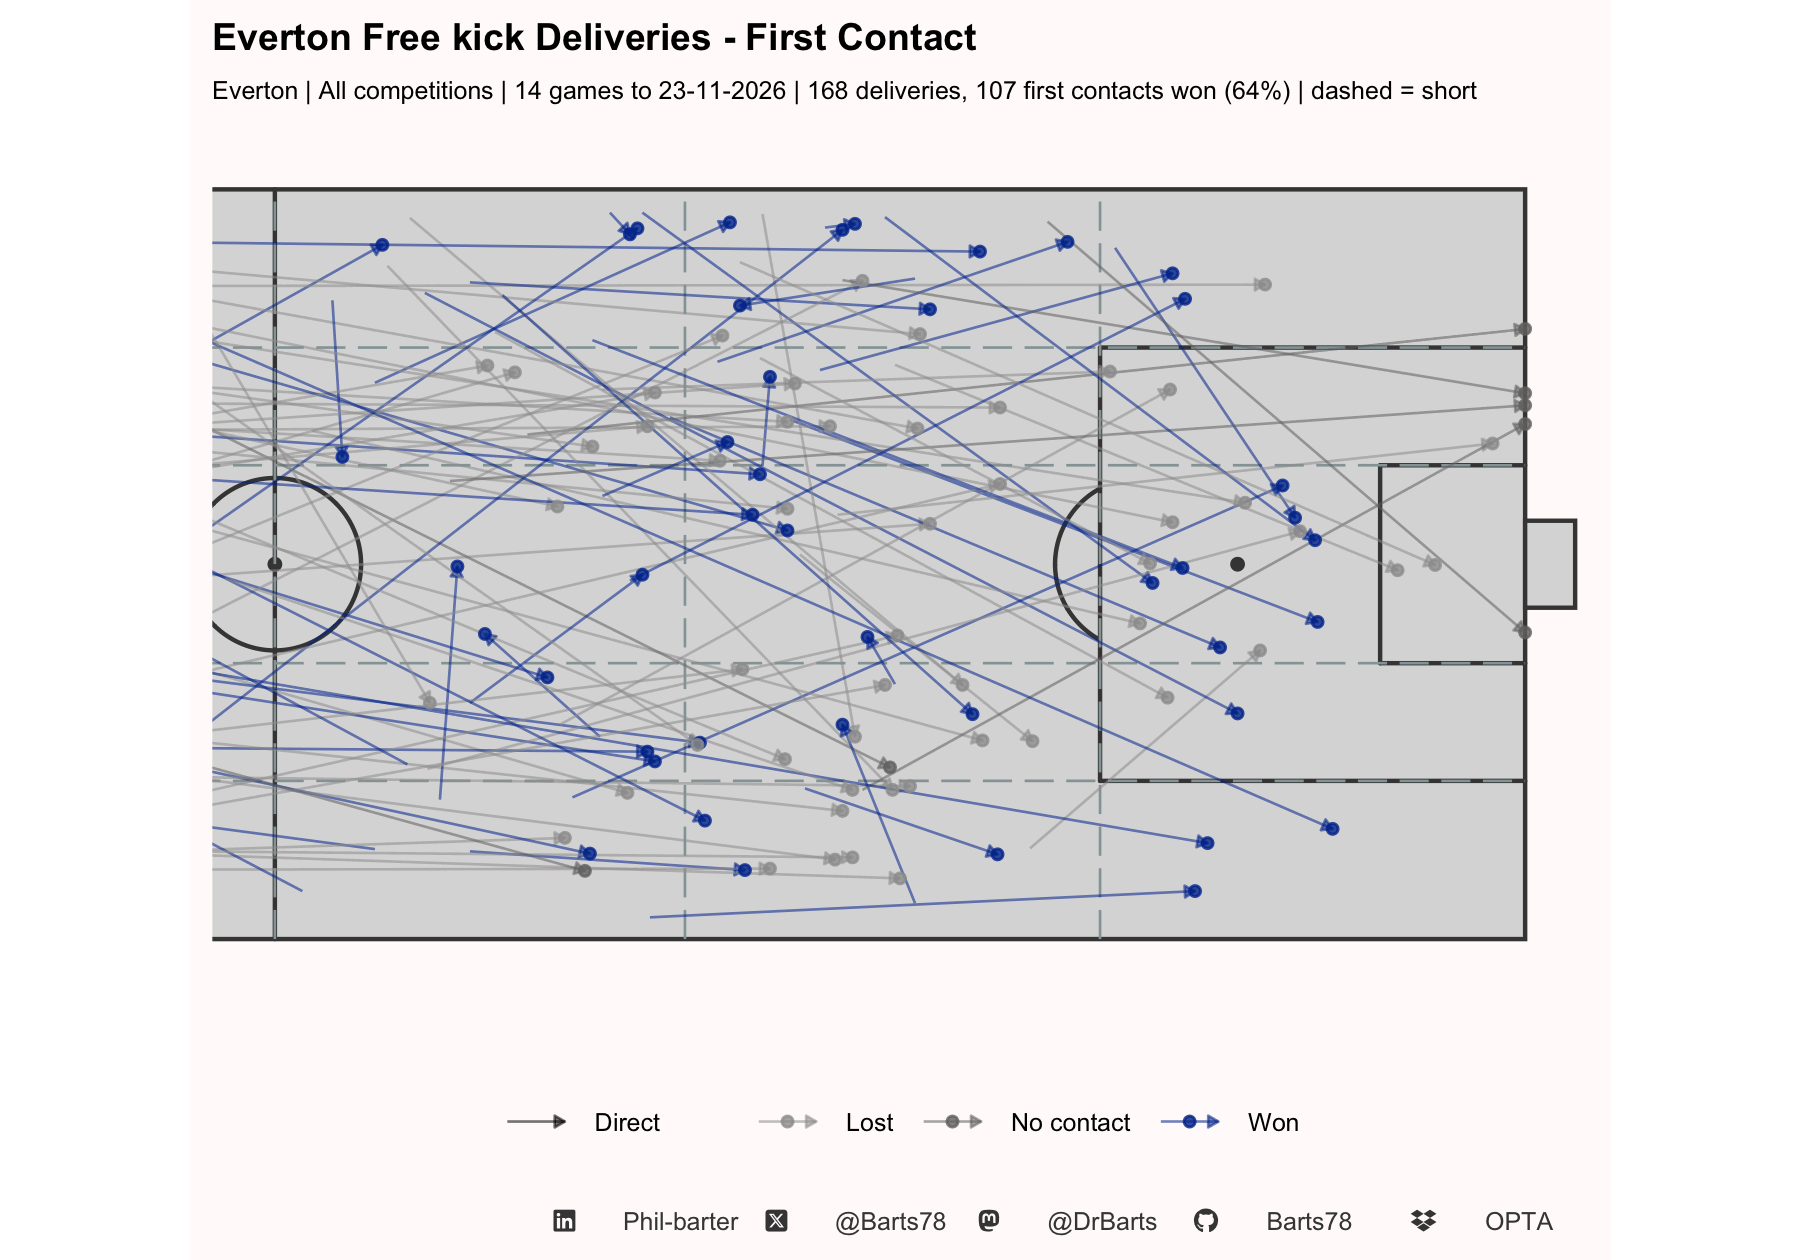 Everton Free kick Deliveries - First Contact
Everton | All competitions | 14 games to 23-11-2026 | 168 deliveries, 107 first contacts won (64%) | dashed = short
Direct Lost No contact Won
Phil-barter @Barts78 @DrBarts Barts78 OPTA